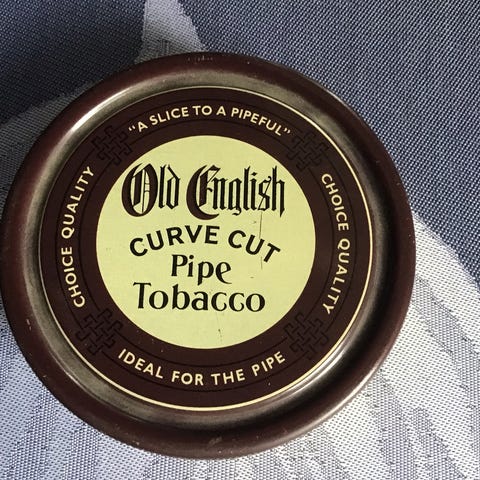 "A SLICE TO A PIPEFUL"
Old English
CURVE CUT
Pipe
Tobacco
CHOICE QUALITY
CHOICE QUALITY
IDEAL FOR THE PIPE